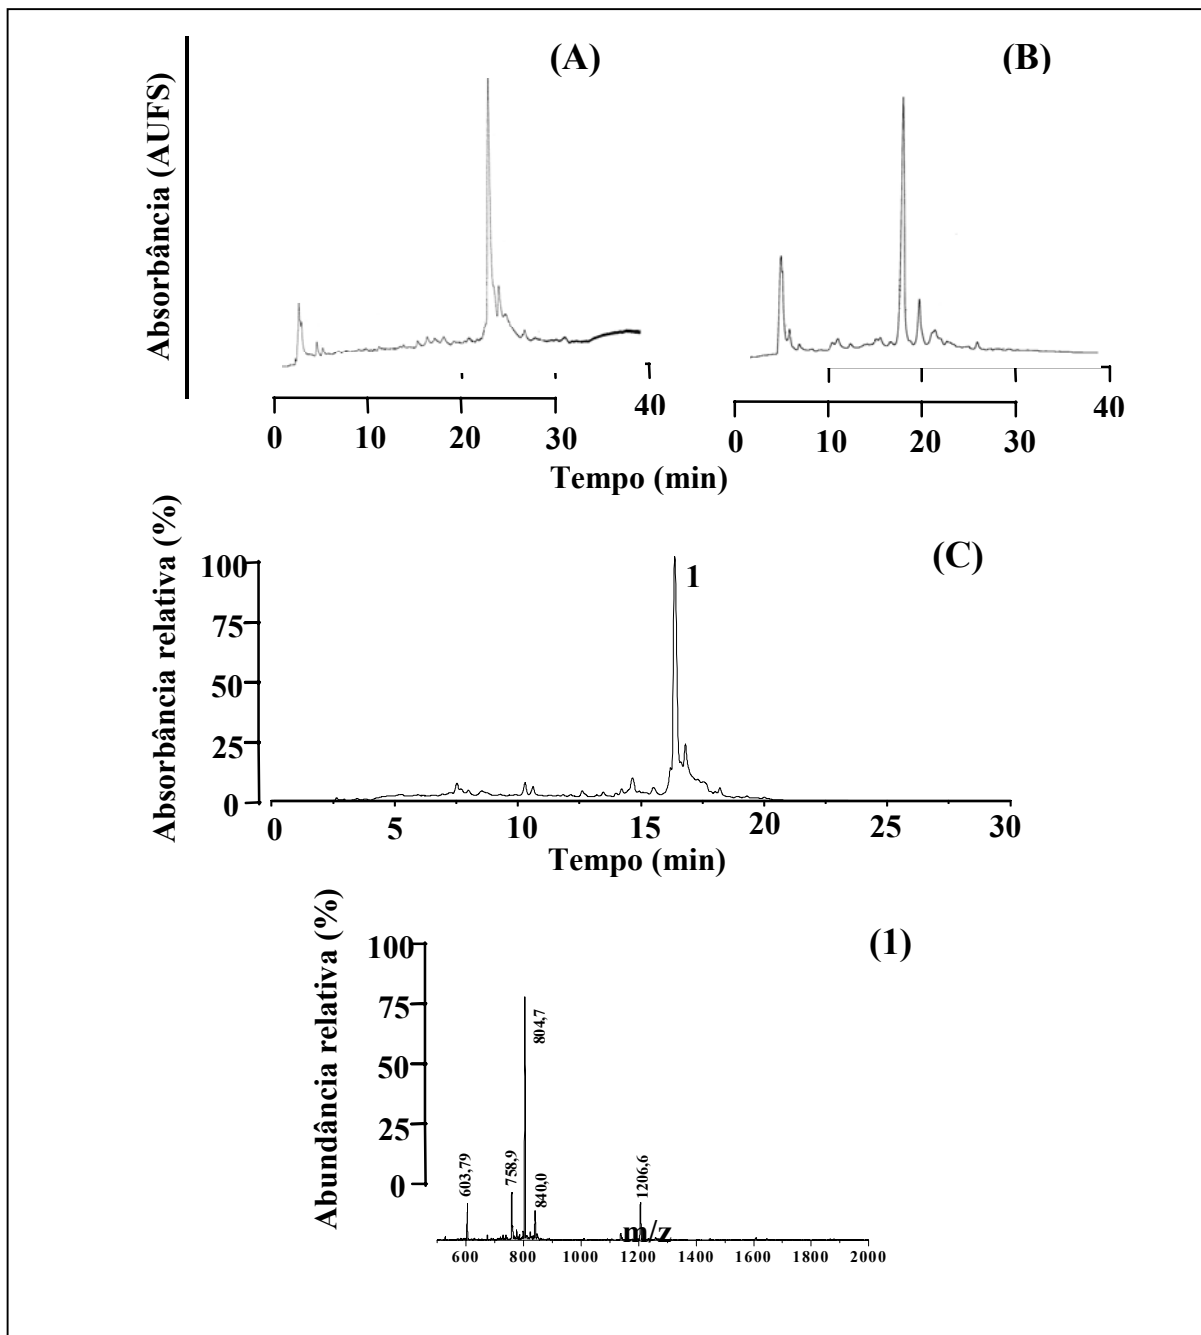 (A)
(B)
Absorbância (AUFS)
40
40
0 10 20 30
0 10 20 30
Tempo (min)
Absorbância relativa (%)
(C)
100
75
50
25
0
1
0 5 10 15 20 25 30
Tempo (min)
Abundância relativa (%)
(1)
100
75
50
25
0
603,79
758,9
804,7
840,0
1206,6
m/z
600 800 1000 1200 1400 1600 1800 2000